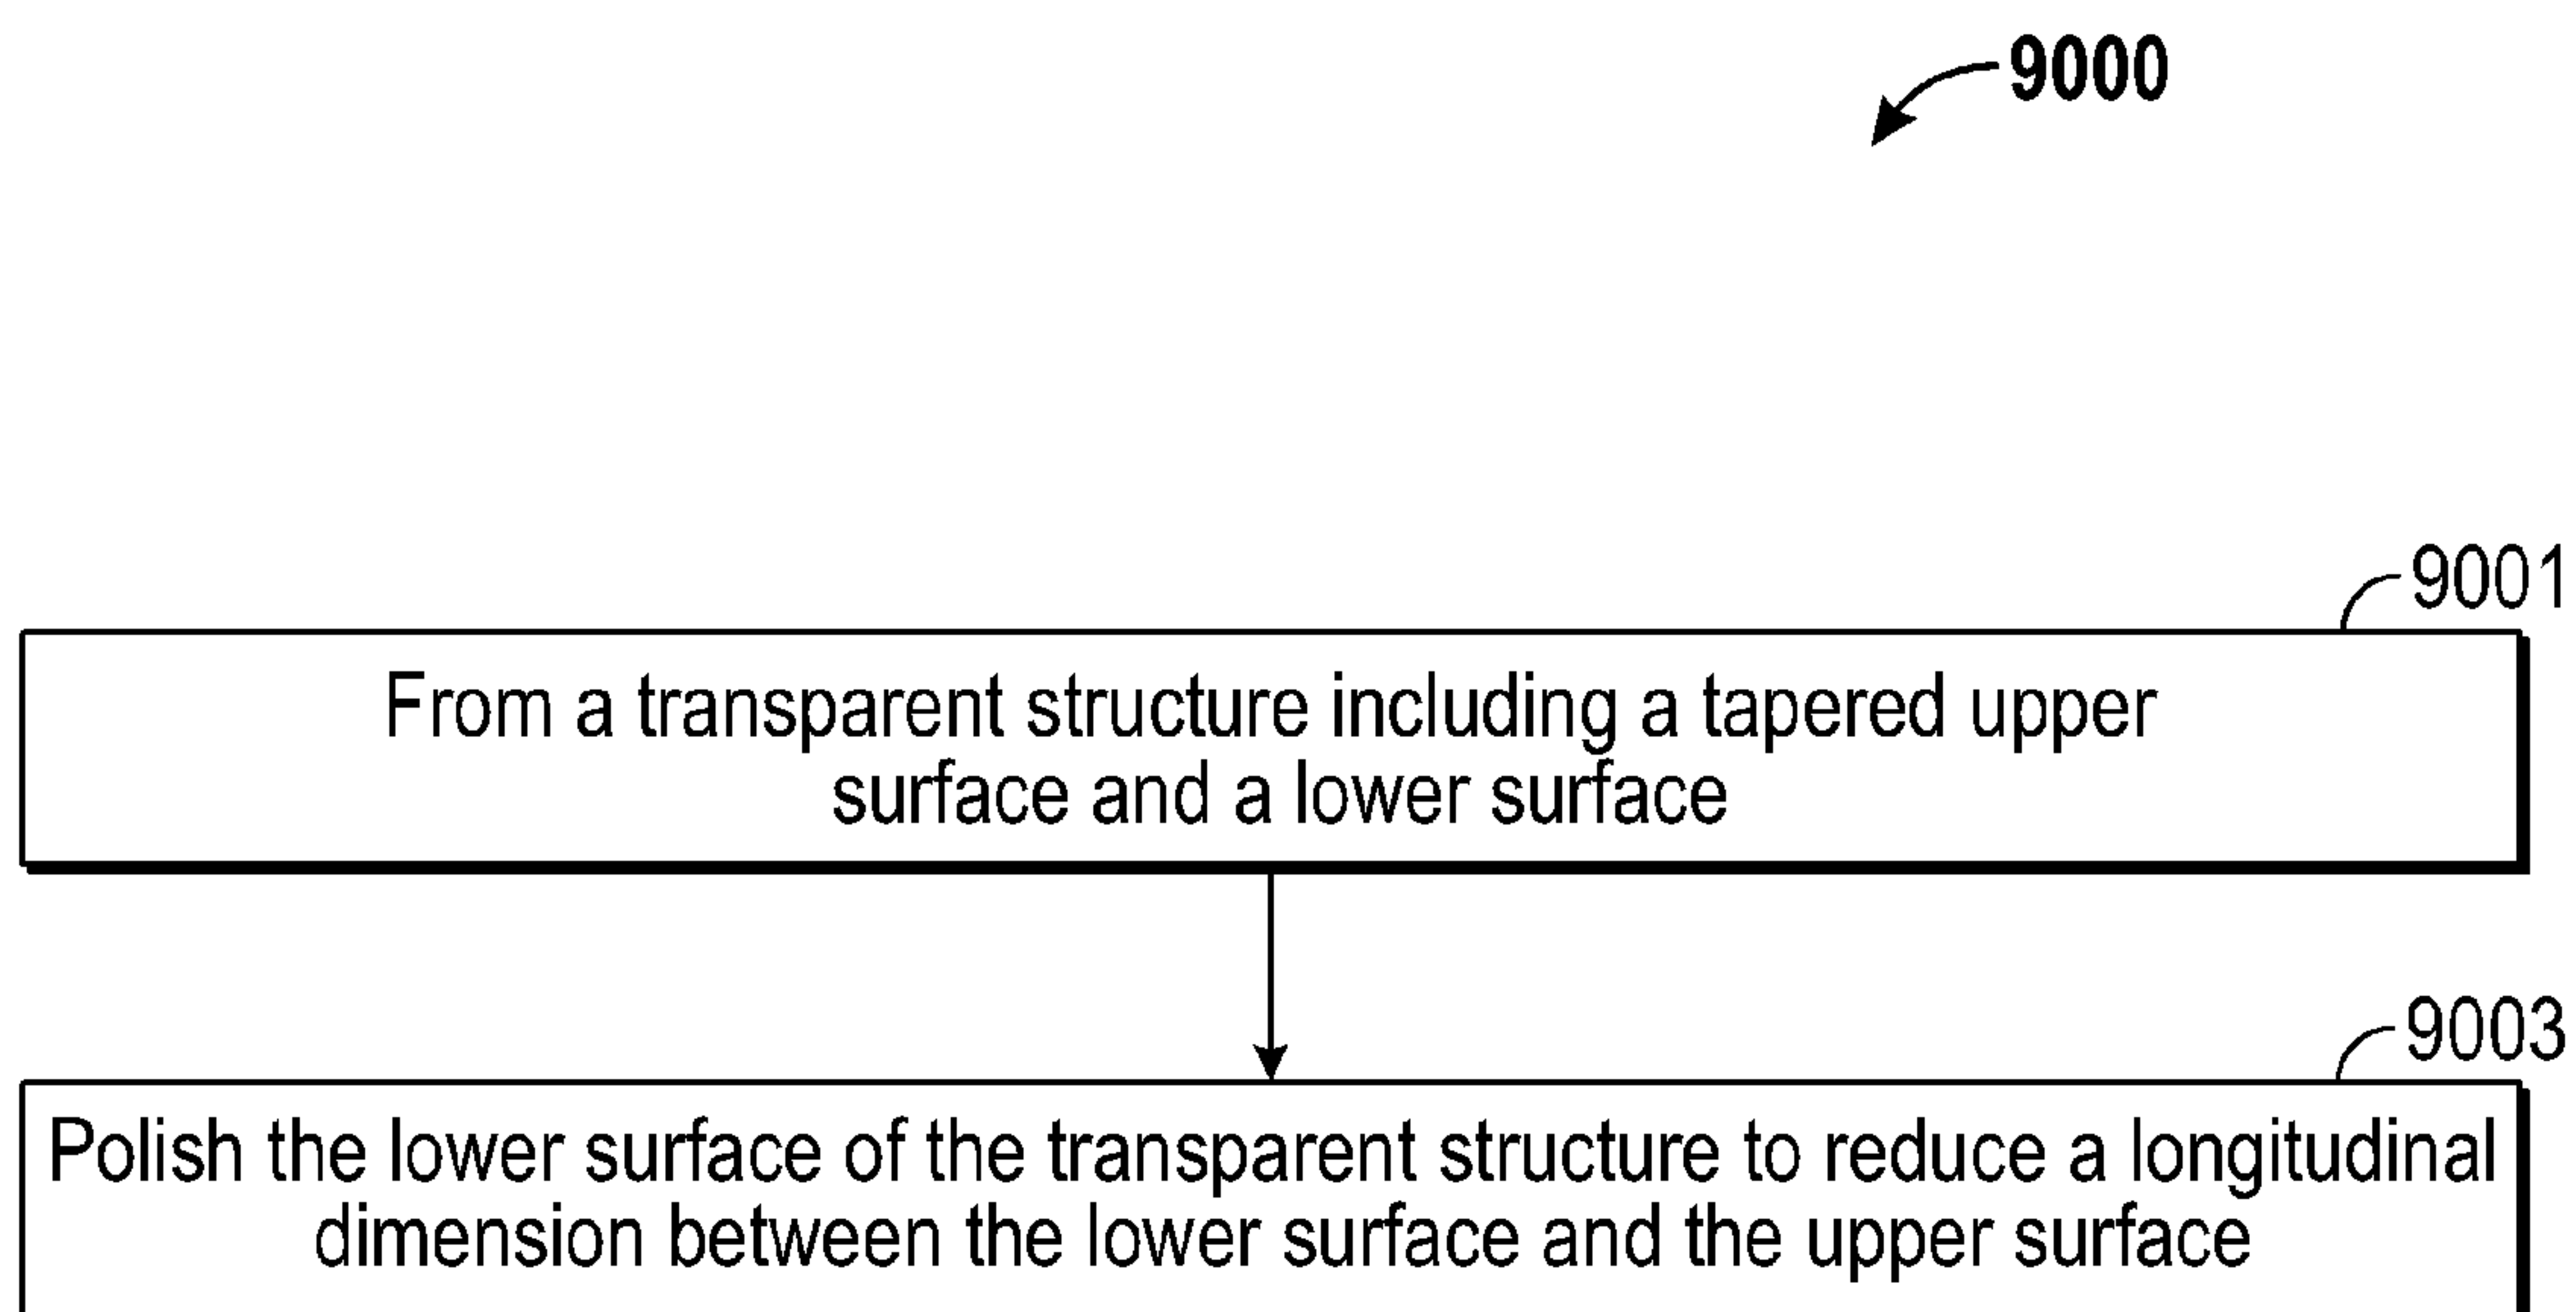 9000
9001
From a transparent structure including a tapered upper
surface and a lower surface
9003
Polish the lower surface of the transparent structure to reduce a longitudinal
dimension between the lower surface and the upper surface